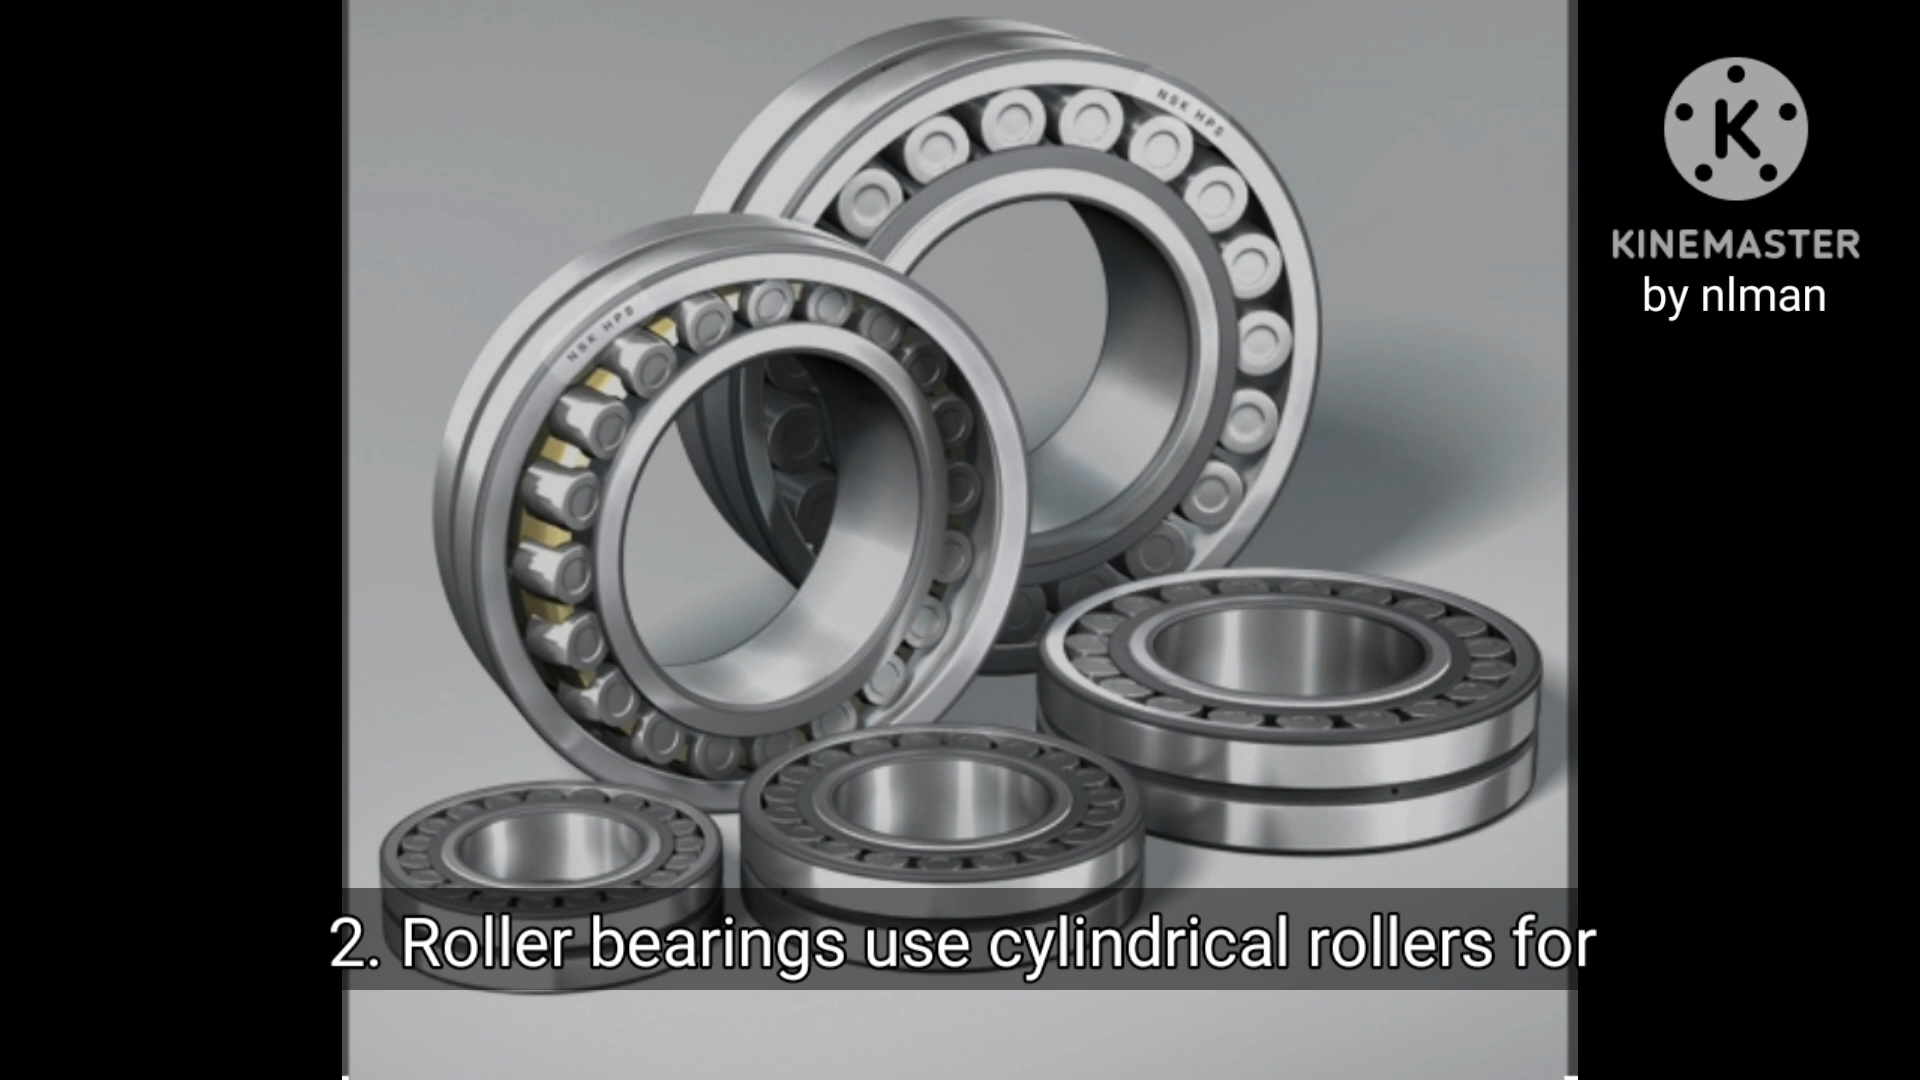 NSK HPS
NSK HPS
K
KINEMASTER
by nlman
2. Roller bearings use cylindrical rollers for